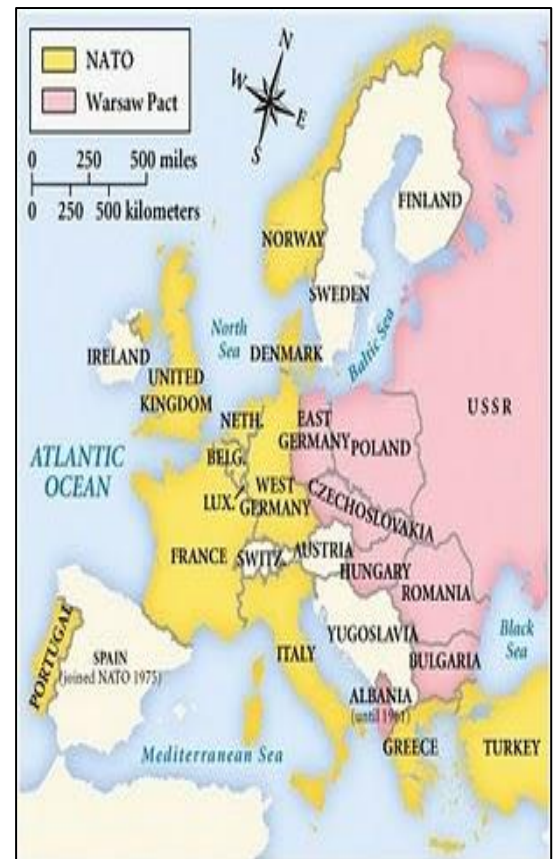 NATO
Warsaw Pact
N
W
E
S
0 250 500 miles
0 250 500 kilometers
FINLAND
NORWAY
SWEDEN
North
Sea
Baltic Sea
DENMARK
IRELAND
UNITED
KINGDOM
USSR
NETH.
EAST
GERMANY
POLAND
BELG.
ATLANTIC
OCEAN
LUX.
WEST
GERMANY
CZECHOSLOVAKIA
FRANCE
SWITZ.
AUSTRIA
HUNGARY
ROMANIA
YUGOSLAVIA
Black
Sea
PORTUGAL
SPAIN
(joined NATO 1975)
ITALY
BULGARIA
ALBANIA
(until 1961)
GREECE
TURKEY
Mediterranean Sea